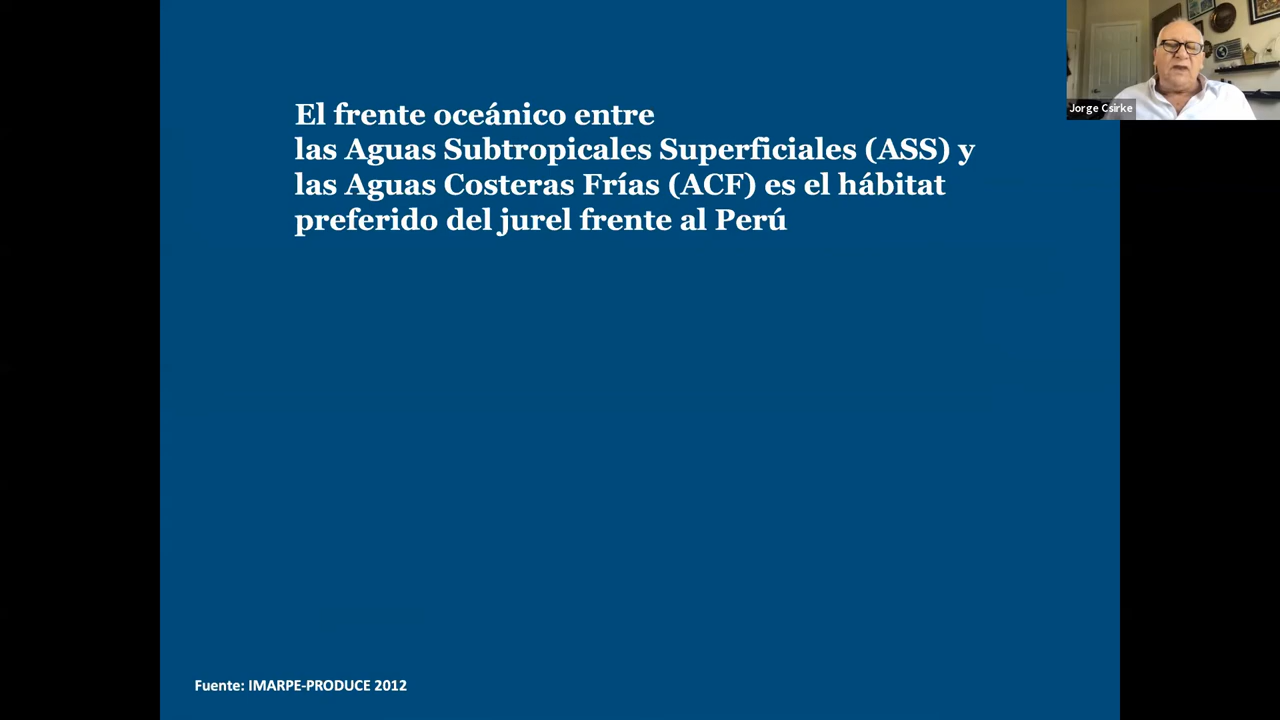 El frente oceánico entre
las Aguas Subtropicales Superficiales (ASS) y
las Aguas Costeras Frías (ACF) es el hábitat
preferido del jurel frente al Perú
Jorge Csirke
Fuente: IMARPE-PRODUCE 2012